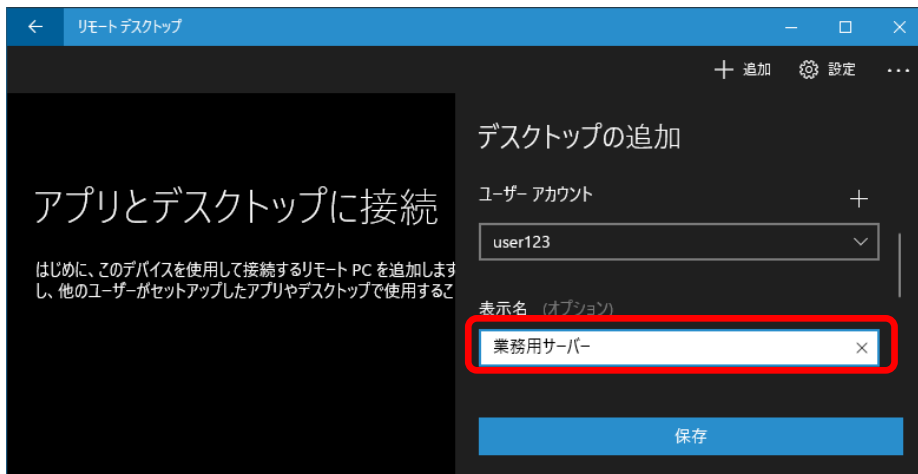 リモート デスクトップ
追加 設定 ...
デスクトップの追加
アプリとデスクトップに接続
はじめに、このデバイスを使用して接続するリモート PC を追加します
し、他のユーザーがセットアップしたアプリやデスクトップで使用するこ
ユーザー アカウント
user123
表示名 (オプション)
業務用サーバー
保存